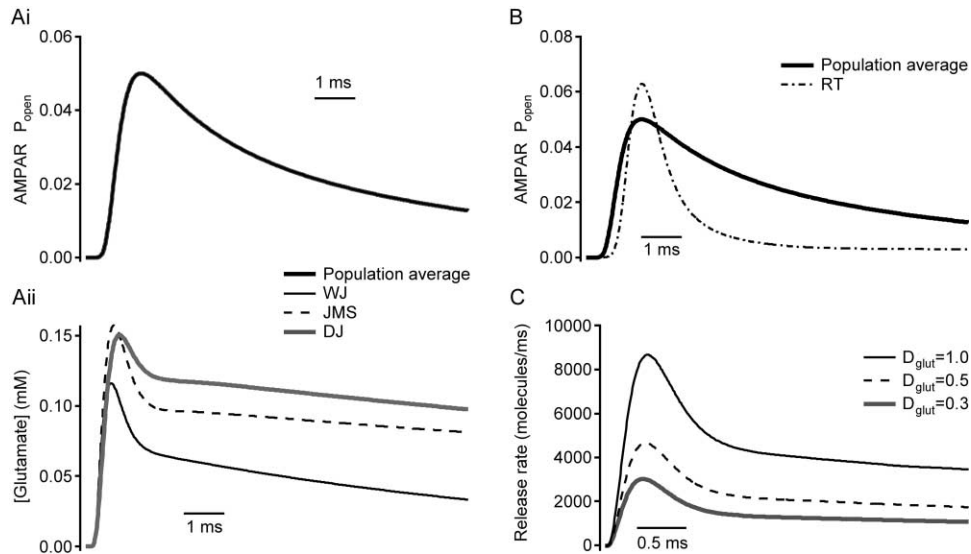 Ai
AMPAR Popen
0.06
0.04
0.02
0.00
1 ms
B
AMPAR Popen
0.08
0.06
0.04
0.02
0.00
Population average
RT
1 ms
Aii
[Glutamate] (mM)
0.15
0.10
0.05
0.00
Population average
WJ
JMS
DJ
1 ms
C
Release rate (molecules/ms)
10000
8000
6000
4000
2000
0
Dglut=1.0
Dglut=0.5
Dglut=0.3
0.5 ms